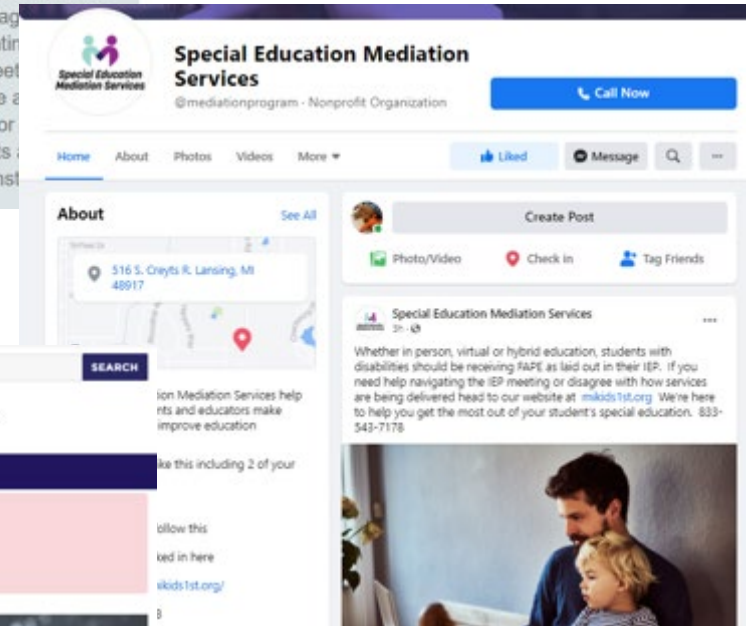 Special Education
Mediation Services
Special Education Mediation
Services
@mediationprogram · Nonprofit Organization
Call Now
Home About Photos Videos More
Liked Message
About See All
516 S. Creyts R. Lansing, MI
48917
Create Post
Photo/Video Check in Tag Friends
Special Education Mediation Services
3h
Whether in person, virtual or hybrid education, students with
disabilities should be receiving FAPE as laid out in their IEP. If you
need help navigating the IEP meeting or disagree with how services
are being delivered head to our website at mikids1st.org We're here
to help you get the most out of your student's special education. 833-
543-7178
SEARCH
ion Mediation Services help
nts and educators make
improve education
ke this including 2 of your
ollow this
ked in here
ikids1st.org/